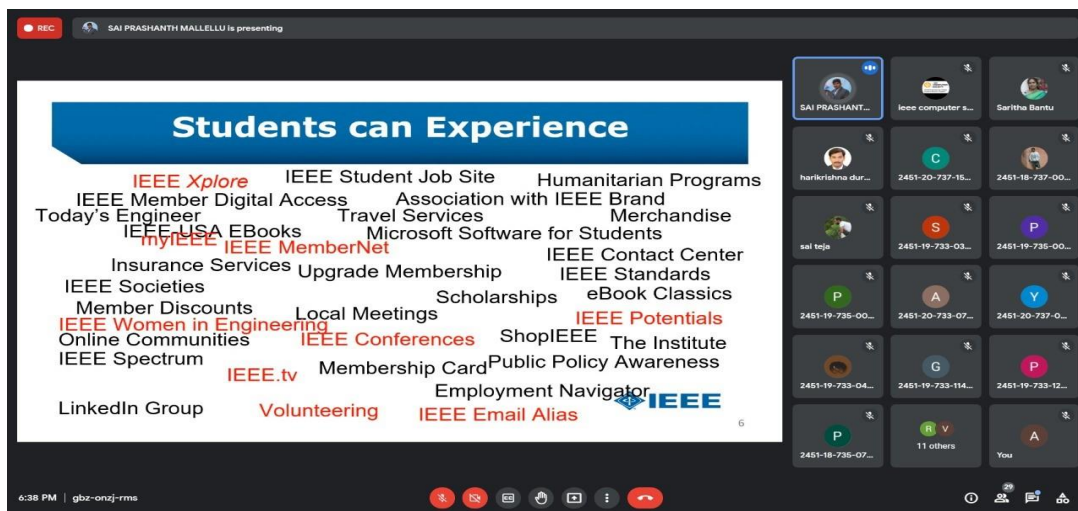 REC
SAI PRASHANTH MALLELLU is presenting
Students can Experience
IEEE Xplore
IEEE Student Job Site
Humanitarian Programs
IEEE Member Digital Access
Association with IEEE Brand
Today's Engineer
Travel Services
Merchandise
IEEE-USA EBooks
Microsoft Software for Students
myIEEE
IEEE MemberNet
IEEE Contact Center
Insurance Services
Upgrade Membership
IEEE Standards
IEEE Societies
Scholarships
eBook Classics
Member Discounts
Local Meetings
IEEE Potentials
IEEE Women in Engineering
Online Communities
IEEE Conferences
ShopIEEE
The Institute
IEEE Spectrum
IEEE.tv
Membership Card
Public Policy Awareness
Employment Navigator
IEEE
LinkedIn Group
Volunteering
IEEE Email Alias
6
SAI PRASHANT...
ieee computer s...
Saritha Bantu
harikrishna dur...
C
2451-20-737-15...
2451-18-737-00...
sai teja
S
2451-19-733-03...
P
2451-19-735-00...
P
2451-19-735-00...
A
2451-20-733-07...
Y
2451-20-737-0...
2451-19-733-04...
G
2451-19-733-114...
P
2451-19-733-12...
P
2451-18-735-07...
R V
11 others
A
You
6:38 PM | gbz-onzj-rms
29